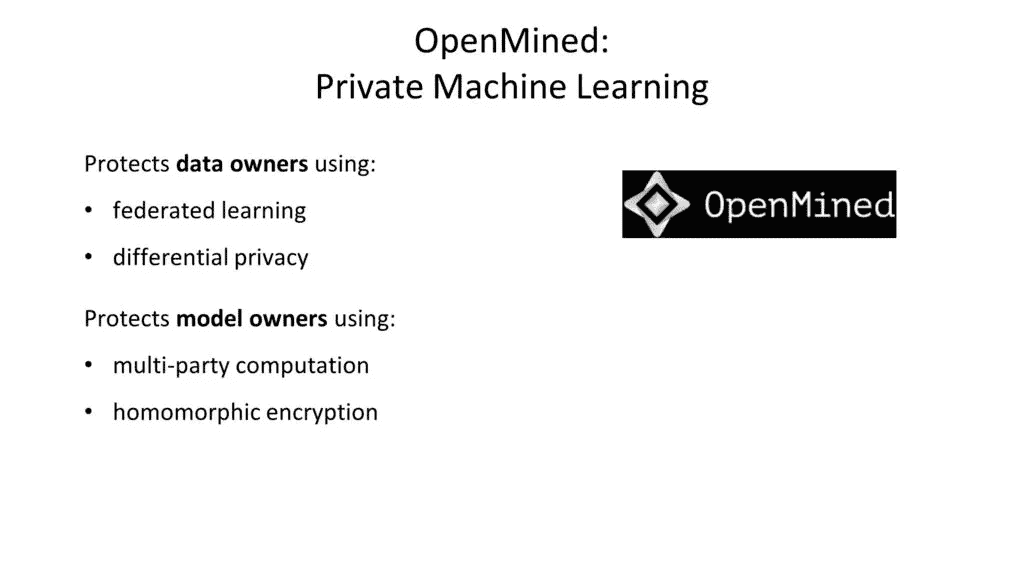 OpenMined:
Private Machine Learning
Protects data owners using:
• federated learning
• differential privacy
Protects model owners using:
• multi-party computation
• homomorphic encryption
OpenMined